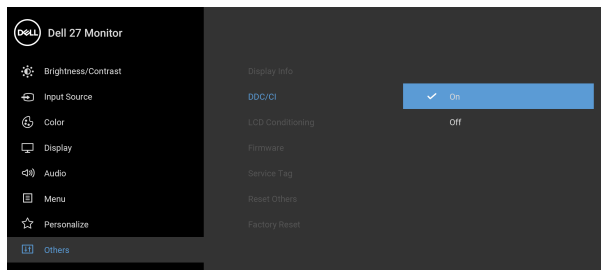 DELL Dell 27 Monitor
Brightness/Contrast
Input Source
Color
Display
Audio
Menu
Personalize
Others
Display Info
DDC/CI
LCD Conditioning
Firmware
Service Tag
Reset Others
Factory Reset
On
Off